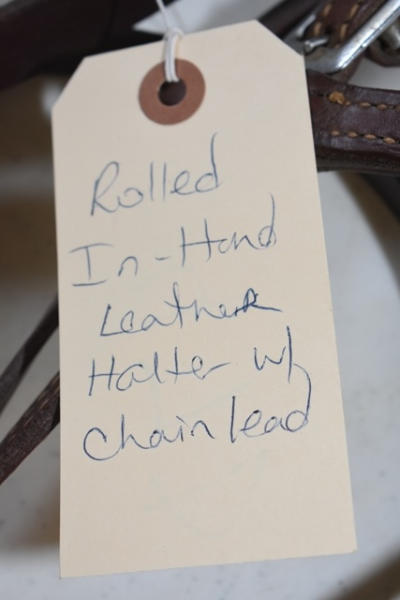 Rolled
In-Hand
Leather
Halter w/
Chain lead